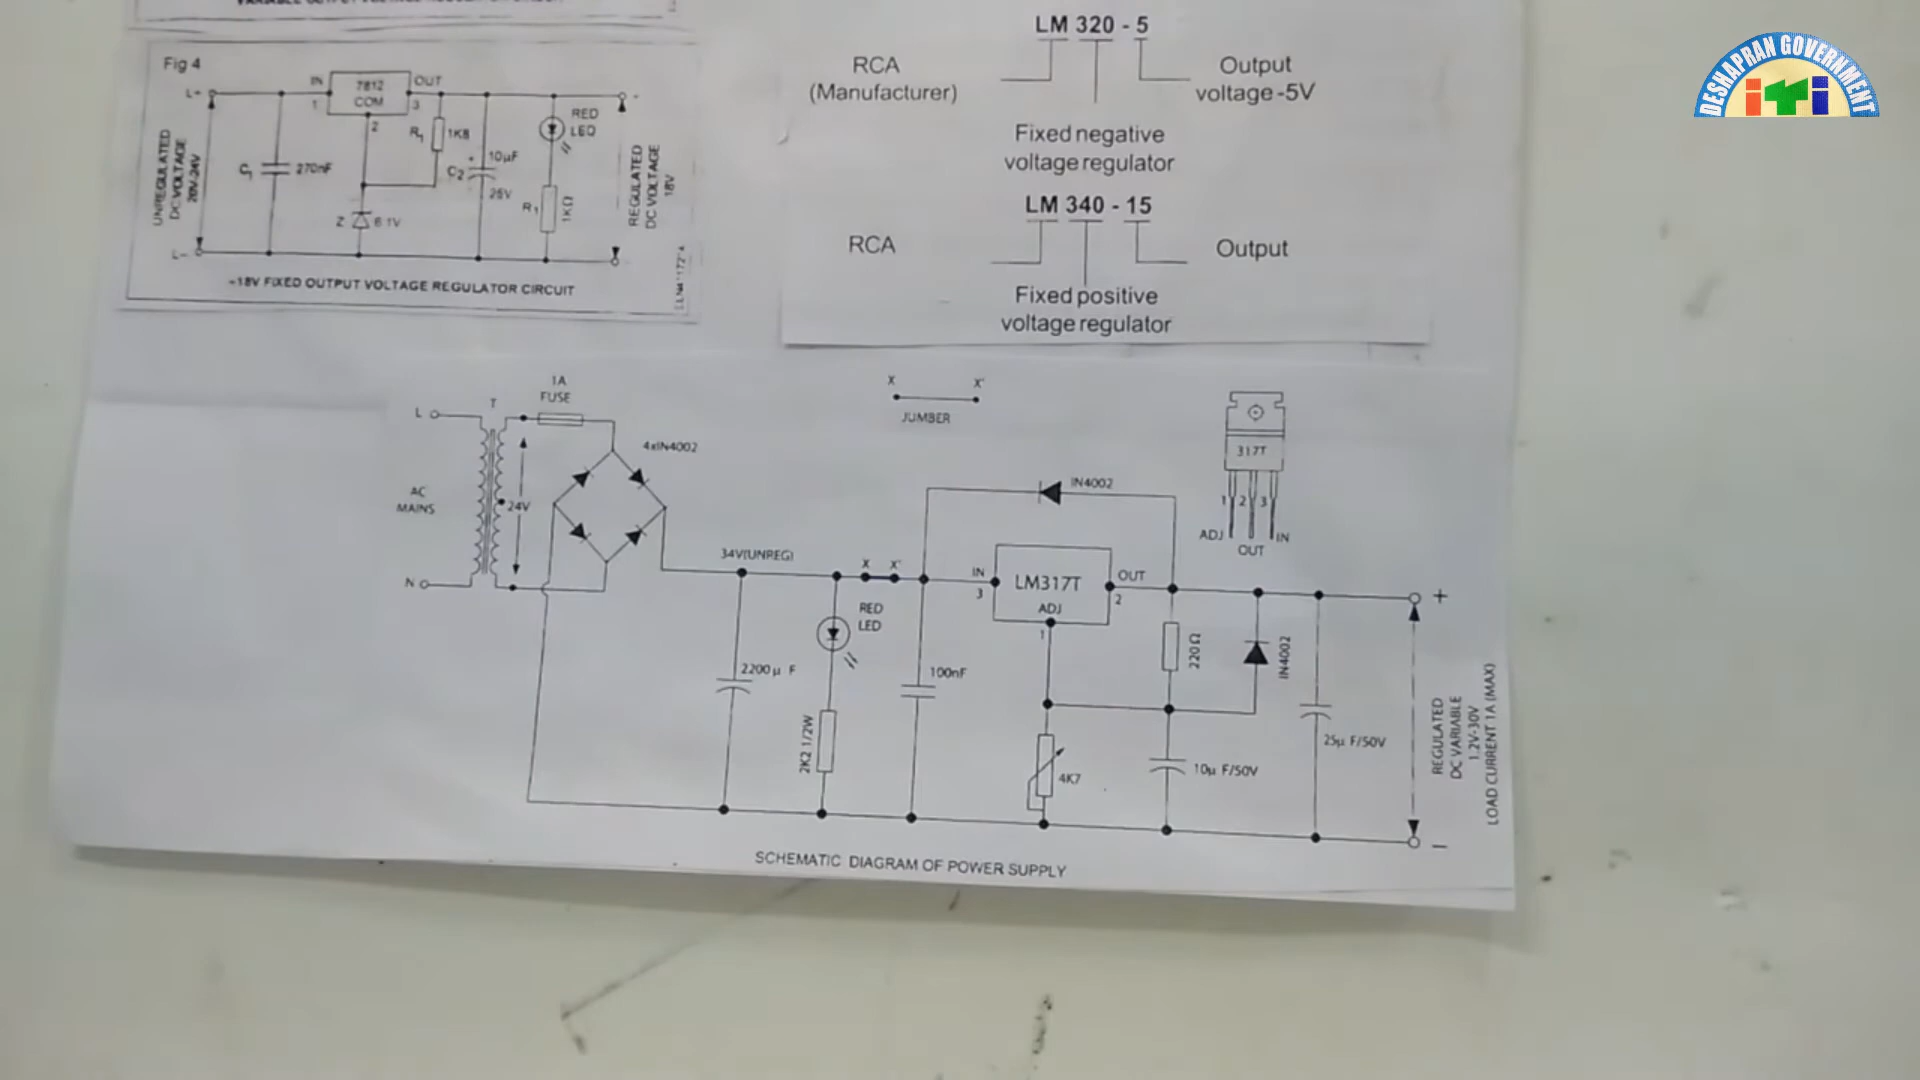 DESHAPRAN GOVERNMENT
iTi
Fig 4
L+
IN
7812
OUT
1
COM
3
2
R1
1K8
RED
LED
C1
270nF
10µF
C2
+
25V
Z
6.1V
R1
1KΩ
L-
UNREGULATED
DC VOLTAGE
20V-24V
REGULATED
DC VOLTAGE
18V
-18V FIXED OUTPUT VOLTAGE REGULATOR CIRCUIT
LM 320 - 5
RCA
(Manufacturer)
Output
voltage -5V
Fixed negative
voltage regulator
LM 340 - 15
RCA
Output
Fixed positive
voltage regulator
1A
FUSE
L
T
4xIN4002
AC
MAINS
24V
N
X
X'
JUMBER
IN4002
317T
1 2 3
ADJ
OUT
IN
34V(UNREG)
X
X'
IN
3
LM317T
ADJ
1
OUT
2
RED
LED
2200µ F
2K2 1/2W
100nF
220Ω
IN4002
4K7
10µ F/50V
25µ F/50V
+
-
REGULATED
DC VARIABLE
1.2V-30V
LOAD CURRENT 1A (MAX)
SCHEMATIC DIAGRAM OF POWER SUPPLY